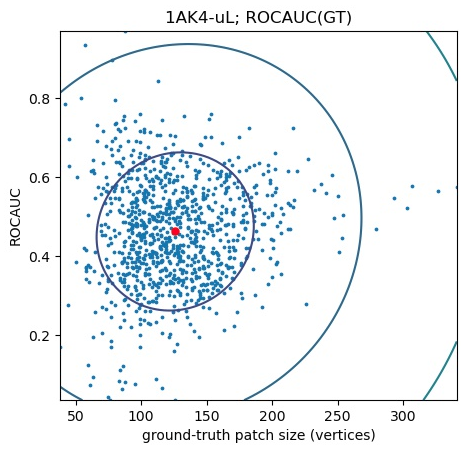 1AK4-uL; ROCAUC(GT)
ROCAUC
0.8
0.6
0.4
0.2
50 100 150 200 250 300
ground-truth patch size (vertices)